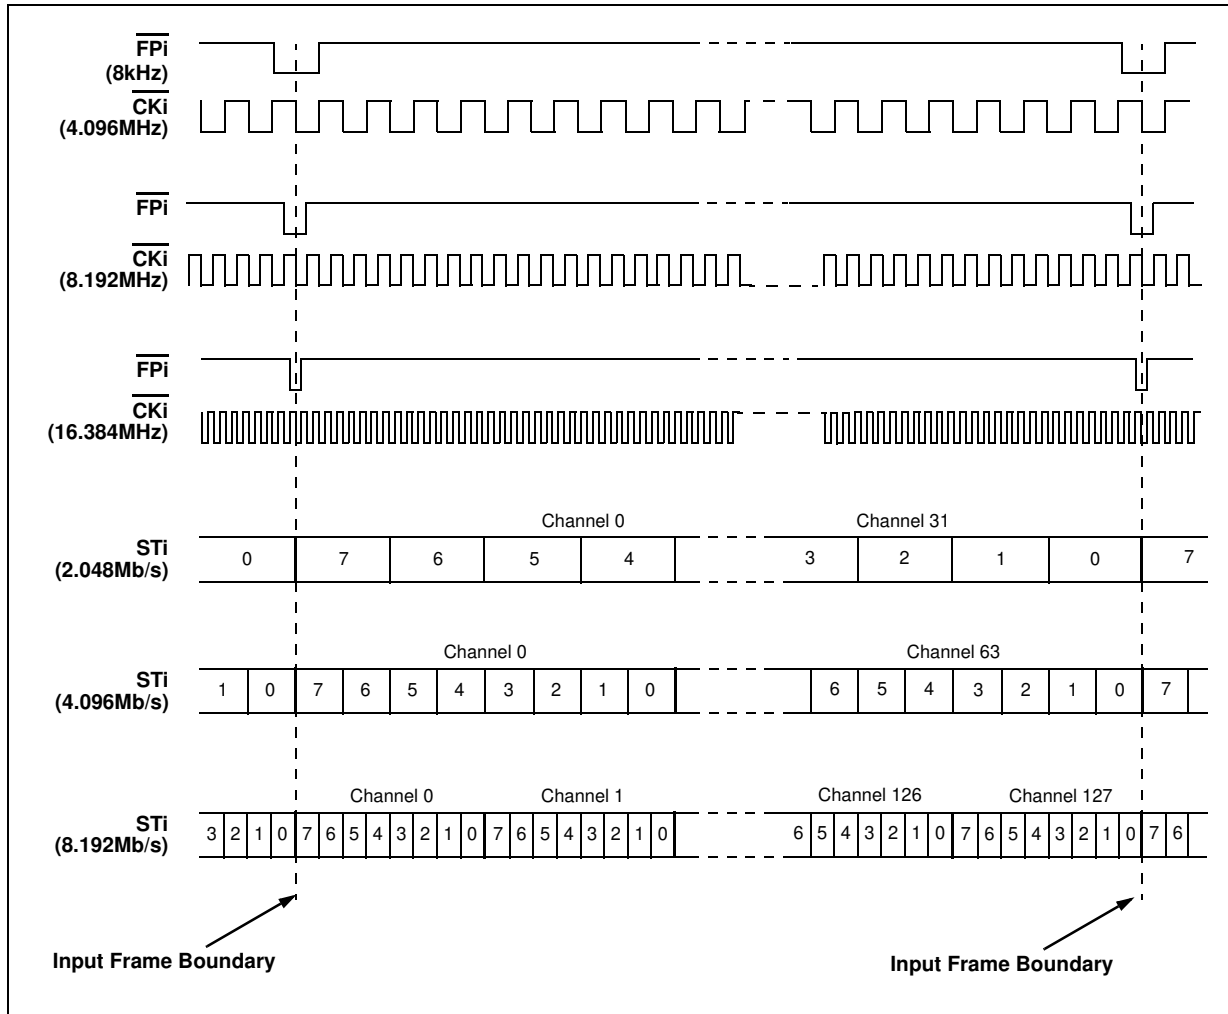 FPi
(8kHz)
CKi
(4.096MHz)
FPi
CKi
(8.192MHz)
FPi
CKi
(16.384MHz)
Channel 0 Channel 31
STi
(2.048Mb/s)
0 7 6 5 4 3 2 1 0 7
Channel 0 Channel 63
STi
(4.096Mb/s)
1 0 7 6 5 4 3 2 1 0 6 5 4 3 2 1 0 7
Channel 0 Channel 1 Channel 126 Channel 127
STi
(8.192Mb/s)
3 2 1 0 7 6 5 4 3 2 1 0 7 6 5 4 3 2 1 0 6 5 4 3 2 1 0 7 6 5 4 3 2 1 0 7 6
Input Frame Boundary Input Frame Boundary